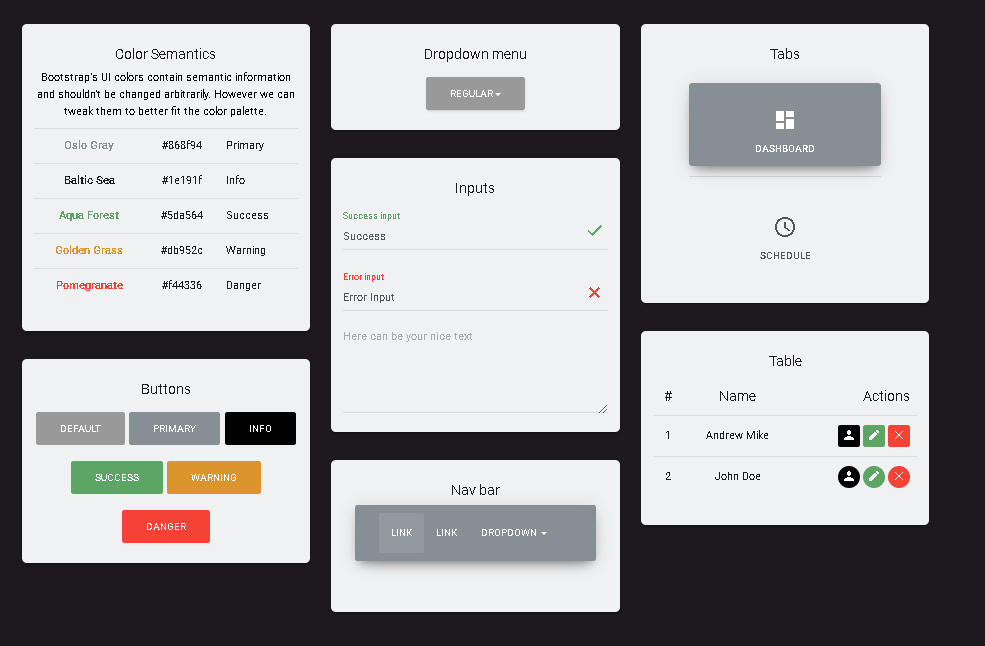 Color Semantics
Bootstrap's UI colors contain semantic information
and shouldn't be changed arbitrarily. However we can
tweak them to better fit the color palette.
Oslo Gray #868f94 Primary
Baltic Sea #1e191f Info
Aqua Forest #5da564 Success
Golden Grass #db952c Warning
Pomegranate #f44336 Danger
Buttons
DEFAULT PRIMARY INFO
SUCCESS WARNING
DANGER
Dropdown menu
REGULAR
Inputs
Success input
Success
Error input
Error Input
Here can be your nice text
Nav bar
LINK LINK DROPDOWN
Tabs
DASHBOARD
SCHEDULE
Table
# Name Actions
1 Andrew Mike
2 John Doe